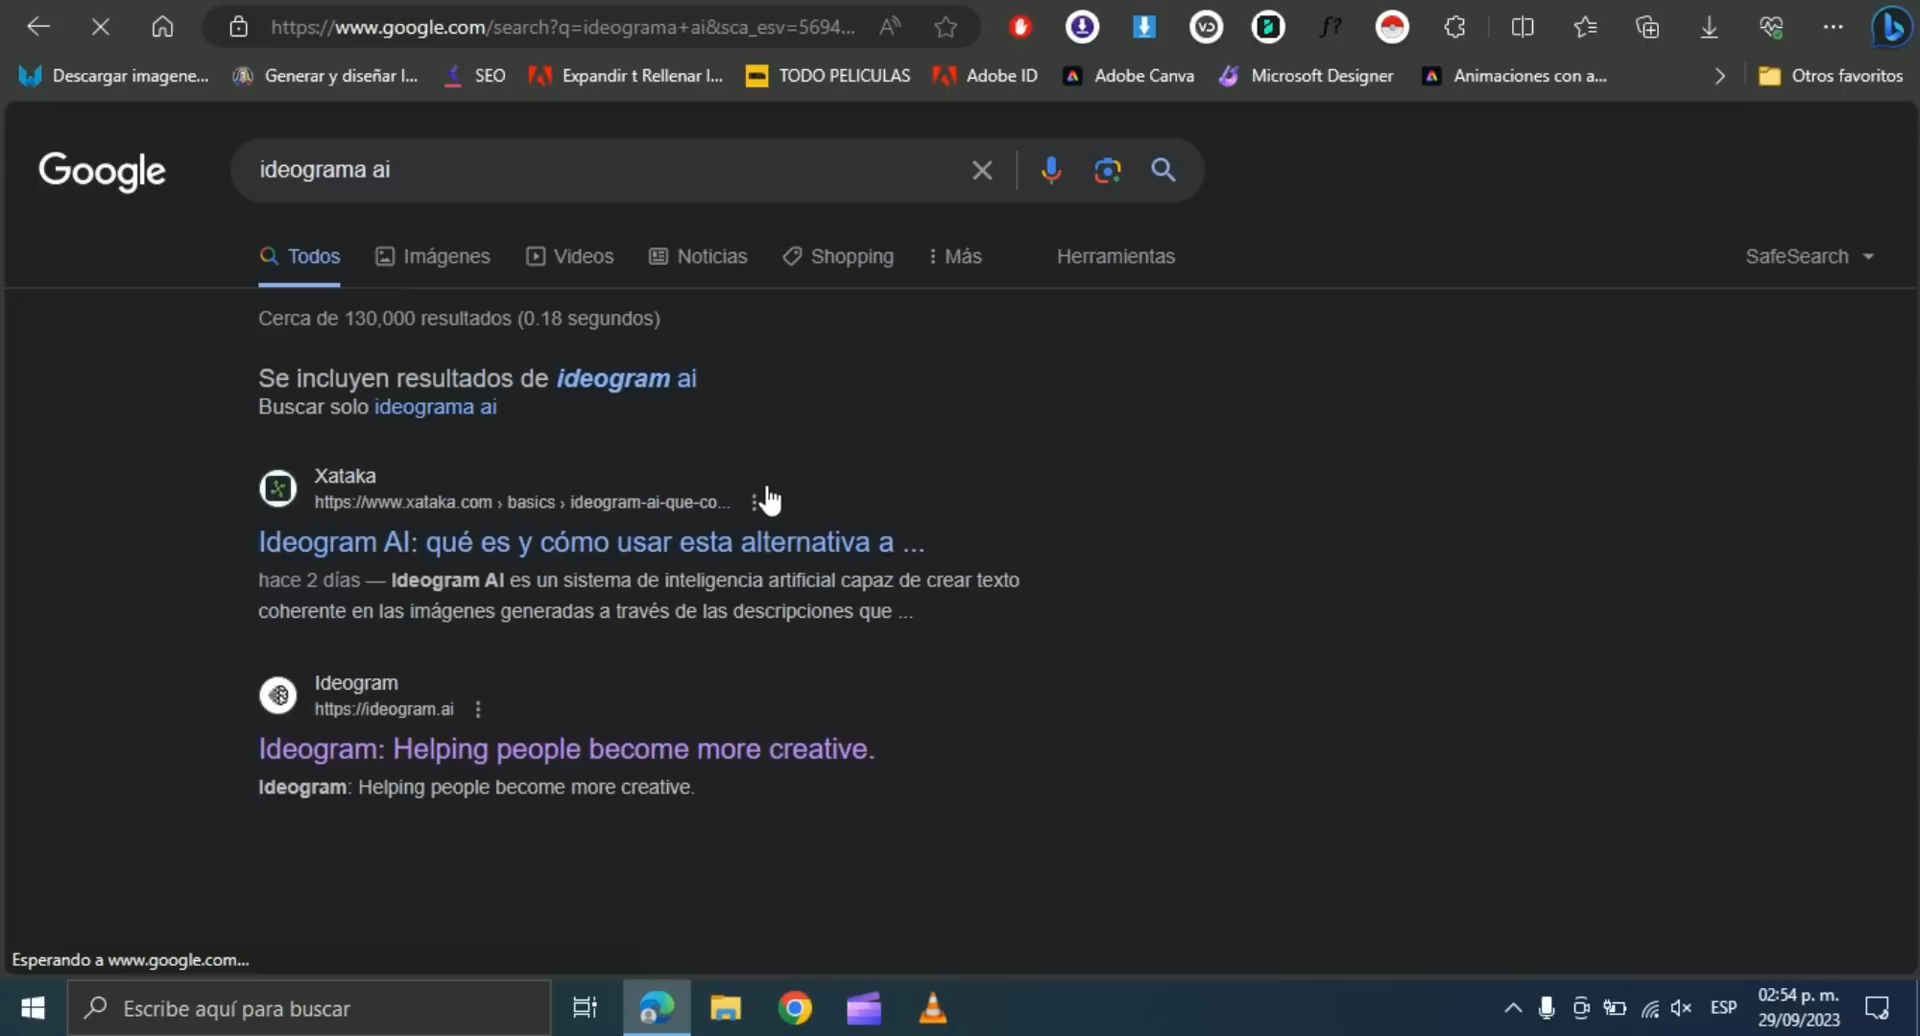 https://www.google.com/search?q=ideograma+ai&sca_esv=5694...
Descargar imagene...
Generar y diseñar l...
SEO
Expandir t Rellenar l...
TODO PELICULAS
Adobe ID
Adobe Canva
Microsoft Designer
Animaciones con a...
Otros favoritos
Google
ideograma ai
Todos
Imágenes
Videos
Noticias
Shopping
Más
Herramientas
SafeSearch
Cerca de 130,000 resultados (0.18 segundos)
Se incluyen resultados de ideogram ai
Buscar solo ideograma ai
Xataka
https://www.xataka.com › basics › ideogram-ai-que-co...
Ideogram AI: qué es y cómo usar esta alternativa a ...
hace 2 días — Ideogram AI es un sistema de inteligencia artificial capaz de crear texto
coherente en las imágenes generadas a través de las descripciones que ...
Ideogram
https://ideogram.ai
Ideogram: Helping people become more creative.
Ideogram: Helping people become more creative.
Esperando a www.google.com...
Escribe aquí para buscar
ESP
02:54 p. m.
29/09/2023